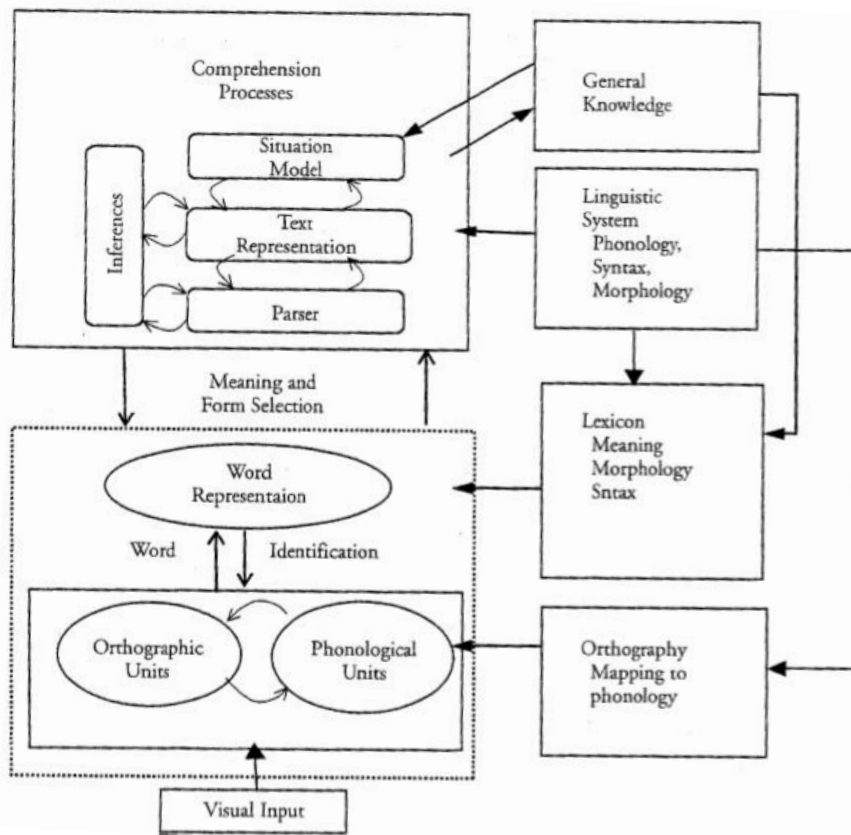 Comprehension
Processes
Situation
Model
Inferences
Text
Representation
Parser
General
Knowledge
Linguistic
System
Phonology,
Syntax,
Morphology
Meaning and
Form Selection
Word
Representaion
Word
Identification
Lexicon
Meaning
Morphology
Sntax
Orthographic
Units
Phonological
Units
Orthography
Mapping to
phonology
Visual Input